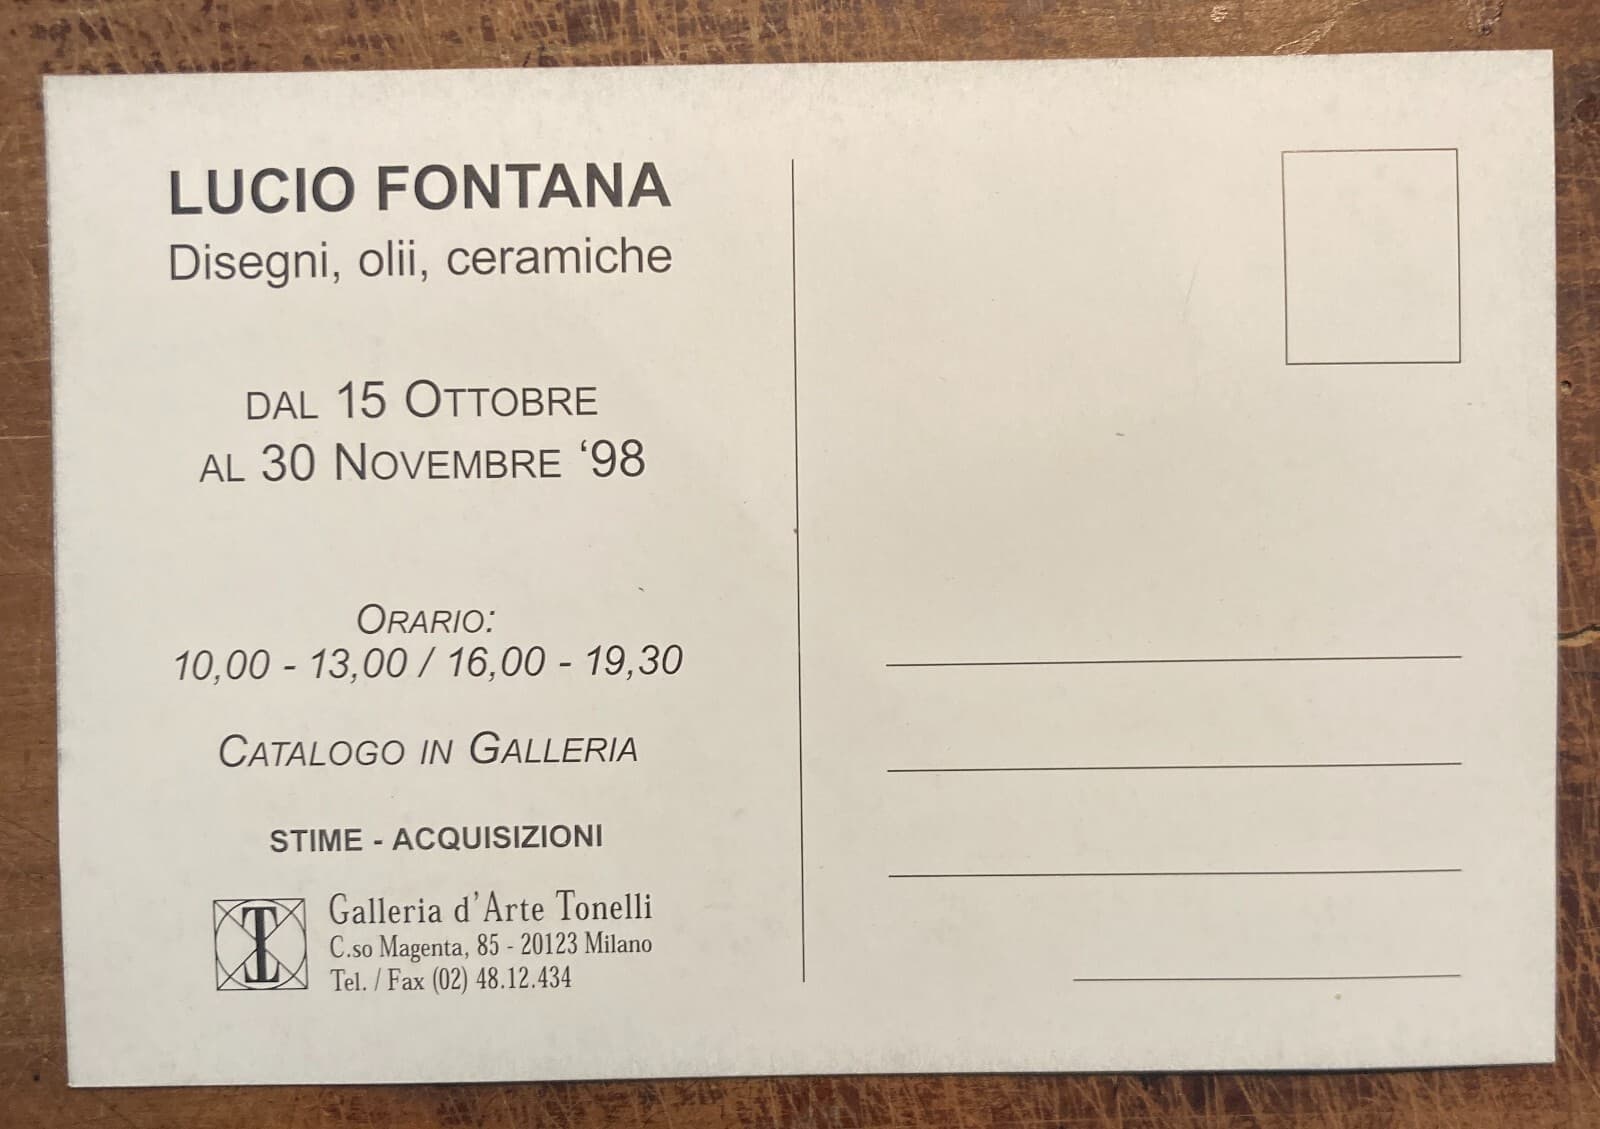 LUCIO FONTANA
Disegni, olii, ceramiche
DAL 15 OTTOBRE
AL 30 NOVEMBRE ‘98
ORARIO:
10,00 - 13,00 / 16,00 - 19,30
CATALOGO IN GALLERIA
STIME - ACQUISIZIONI
Galleria d’Arte Tonelli
C.so Magenta, 85 - 20123 Milano
Tel. / Fax (02) 48.12.434